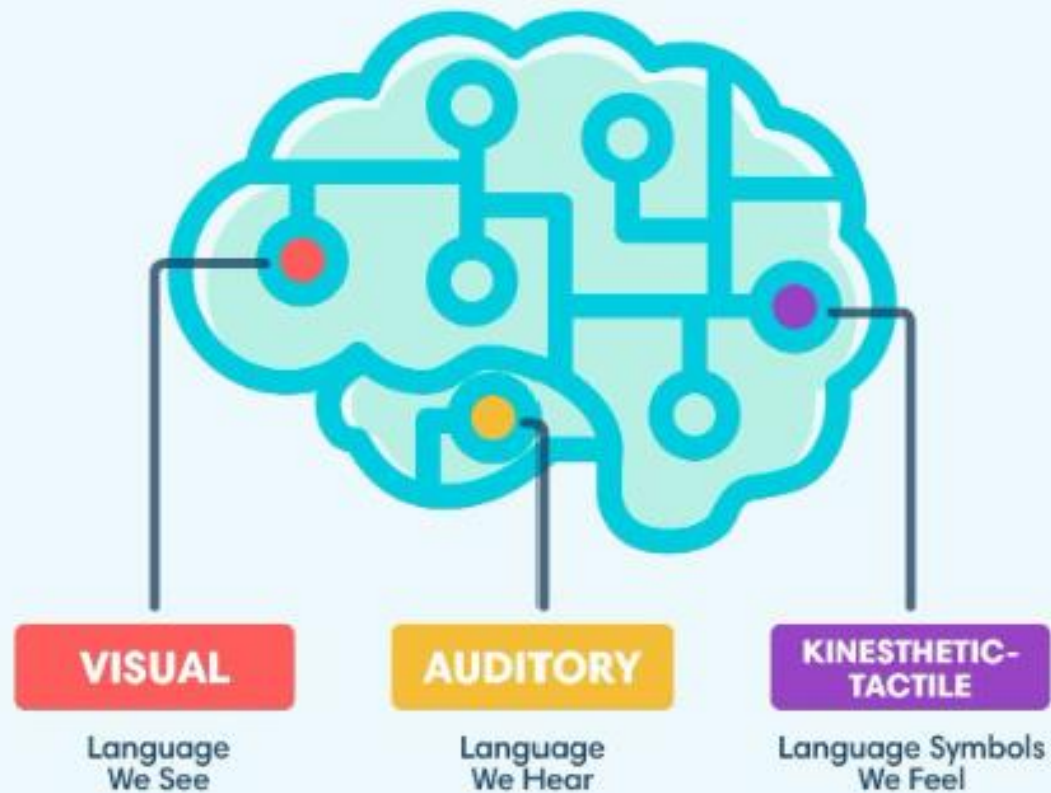 VISUAL
Language
We See
AUDITORY
Language
We Hear
KINESTHETIC-
TACTILE
Language Symbols
We Feel